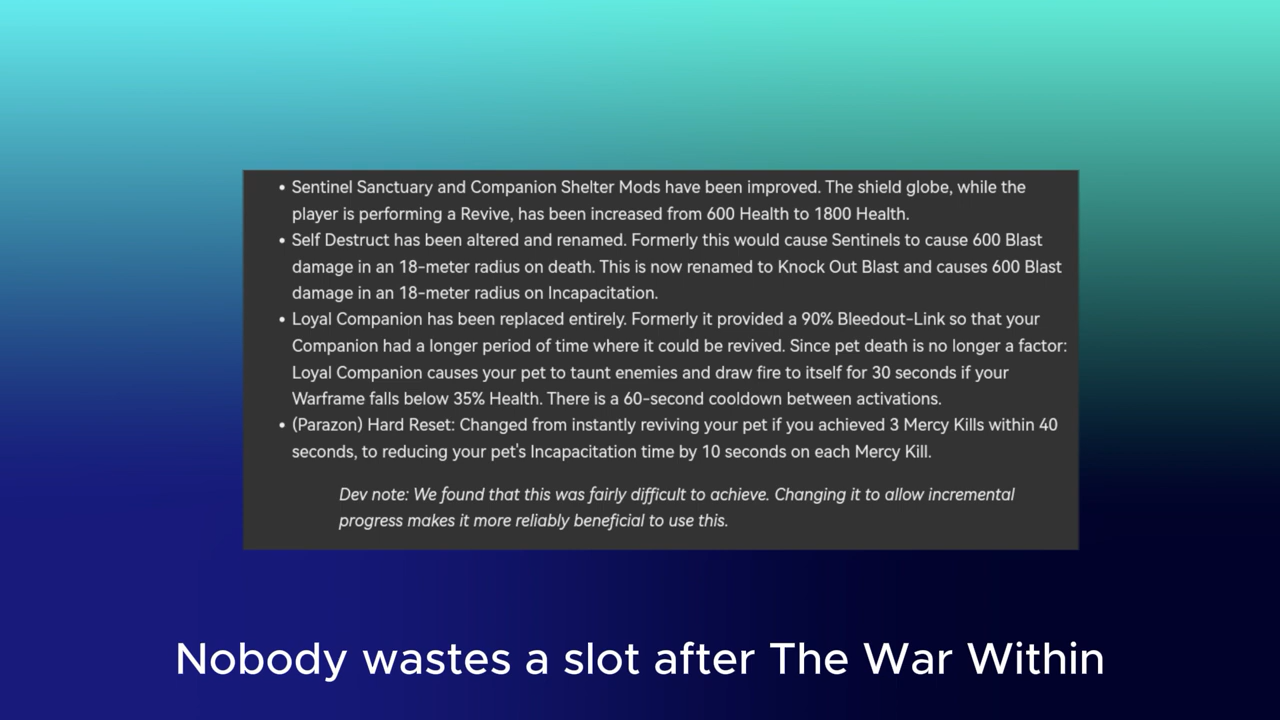 • Sentinel Sanctuary and Companion Shelter Mods have been improved. The shield globe, while the
player is performing a Revive, has been increased from 600 Health to 1800 Health.
• Self Destruct has been altered and renamed. Formerly this would cause Sentinels to cause 600 Blast
damage in an 18-meter radius on death. This is now renamed to Knock Out Blast and causes 600 Blast
damage in an 18-meter radius on Incapacitation.
• Loyal Companion has been replaced entirely. Formerly it provided a 90% Bleedout-Link so that your
Companion had a longer period of time where it could be revived. Since pet death is no longer a factor:
Loyal Companion causes your pet to taunt enemies and draw fire to itself for 30 seconds if your
Warframe falls below 35% Health. There is a 60-second cooldown between activations.
• (Parazon) Hard Reset: Changed from instantly reviving your pet if you achieved 3 Mercy Kills within 40
seconds, to reducing your pet's Incapacitation time by 10 seconds on each Mercy Kill.
Dev note: We found that this was fairly difficult to achieve. Changing it to allow incremental
progress makes it more reliably beneficial to use this.
Nobody wastes a slot after The War Within